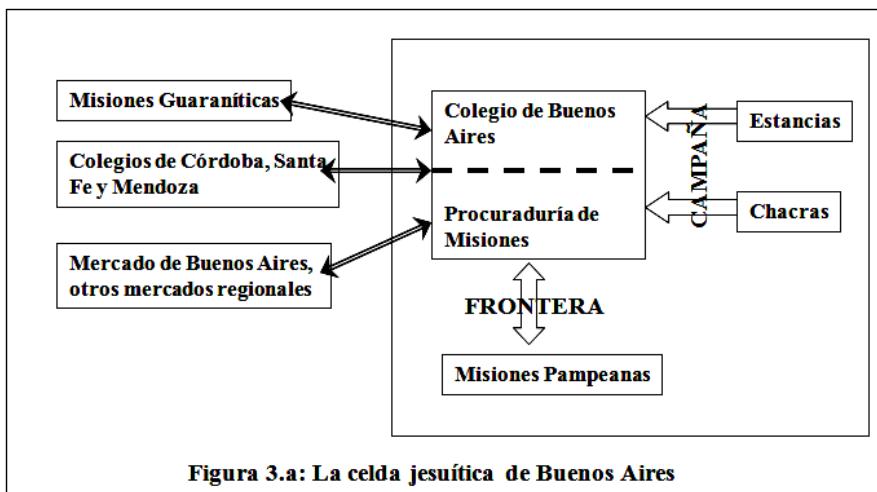 Misiones Guaraníticas
Colegios de Córdoba, Santa
Fe y Mendoza
Mercado de Buenos Aires,
otros mercados regionales
Colegio de Buenos
Aires
Procuraduría de
Misiones
CAMPAÑA
Estancias
Chacras
FRONTERA
Misiones Pampeanas
Figura 3.a: La celda jesuítica de Buenos Aires